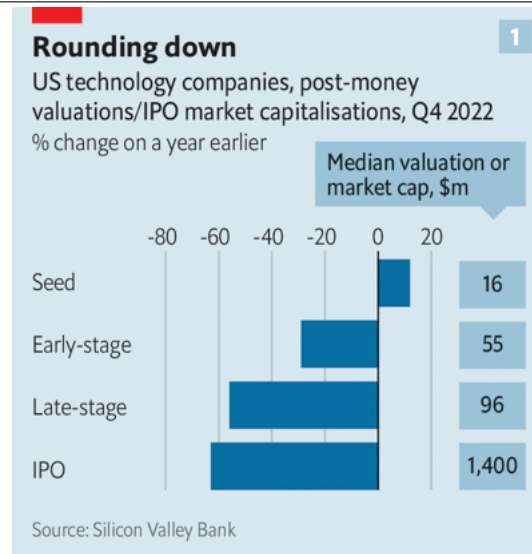 Rounding down
1
US technology companies, post-money
valuations/IPO market capitalisations, Q4 2022
% change on a year earlier
Median valuation or
market cap, $m
-80 -60 -40 -20 0 20
Seed 16
Early-stage 55
Late-stage 96
IPO 1,400
Source: Silicon Valley Bank